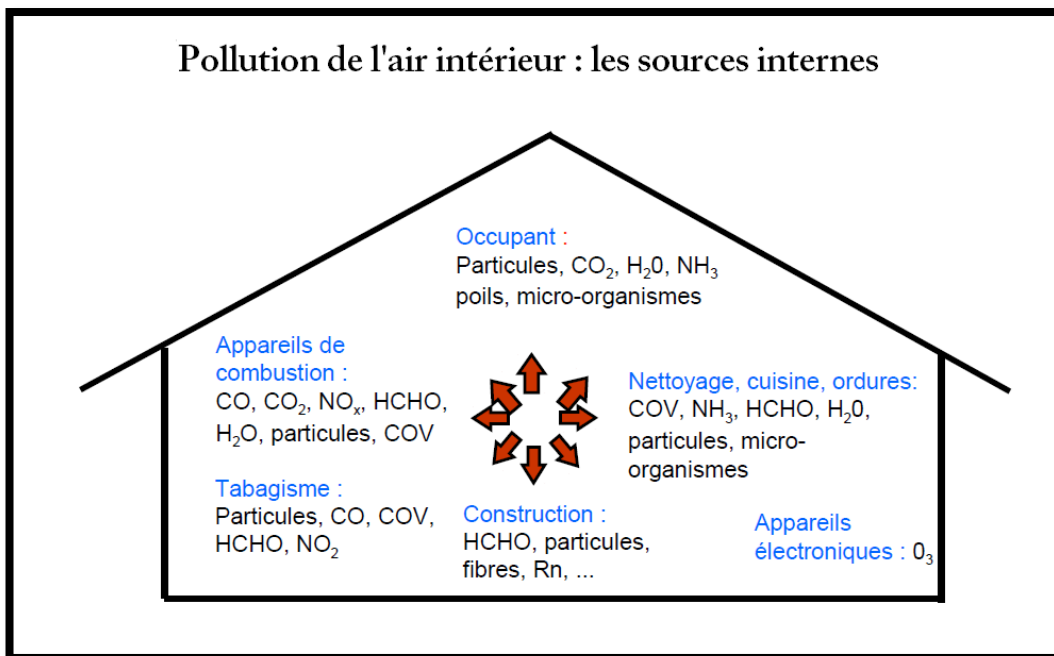 Pollution de l'air intérieur : les sources internes
Occupant :
Particules, CO₂, H₂0, NH₃
poils, micro-organismes
Appareils de
combustion :
CO, CO₂, NOₓ, HCHO,
H₂O, particules, COV
Nettoyage, cuisine, ordures:
COV, NH₃, HCHO, H₂0,
particules, micro-
organismes
Tabagisme :
Particules, CO, COV,
HCHO, NO₂
Construction :
HCHO, particules,
fibres, Rn, ...
Appareils
électroniques : 0₃